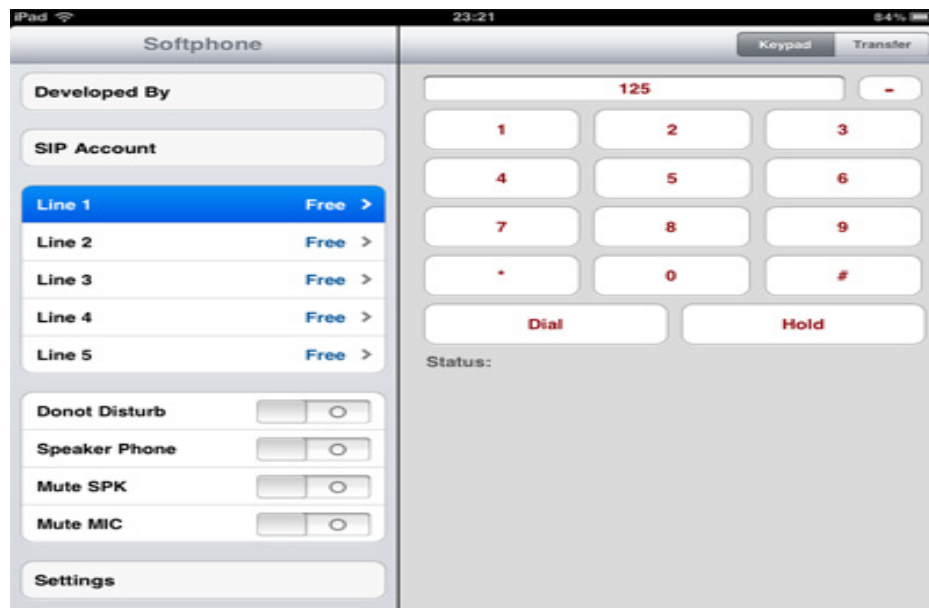 iPad 23:21 84%
Softphone
Keypad Transfer
Developed By
SIP Account
Line 1 Free >
Line 2 Free >
Line 3 Free >
Line 4 Free >
Line 5 Free >
Donot Disturb
Speaker Phone
Mute SPK
Mute MIC
Settings
125 -
1 2 3
4 5 6
7 8 9
* 0 #
Dial Hold
Status: